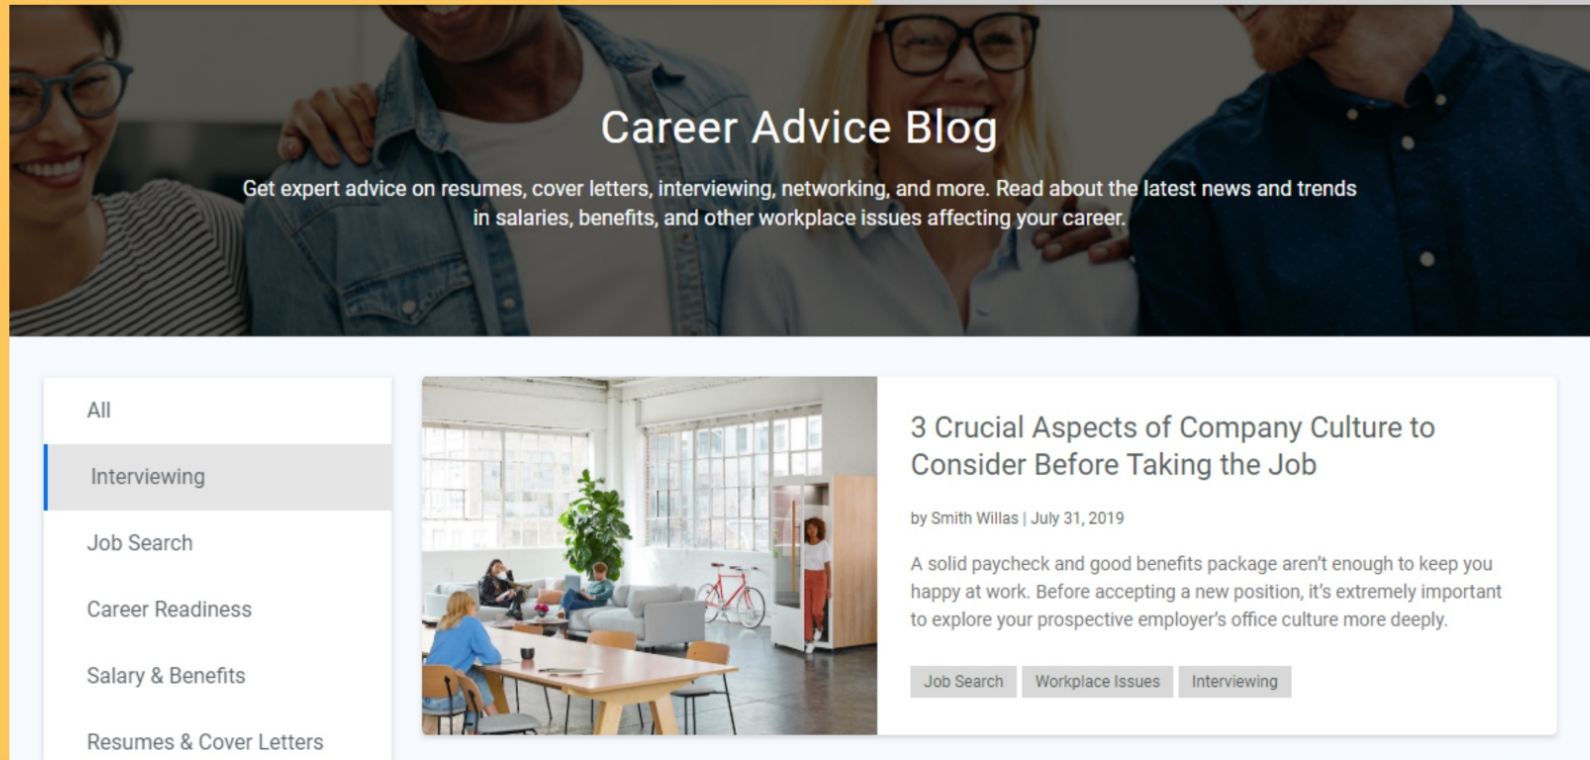 Career Advice Blog
Get expert advice on resumes, cover letters, interviewing, networking, and more. Read about the latest news and trends
in salaries, benefits, and other workplace issues affecting your career.
All
Interviewing
Job Search
Career Readiness
Salary & Benefits
Resumes & Cover Letters
3 Crucial Aspects of Company Culture to
Consider Before Taking the Job
by Smith Willas | July 31, 2019
A solid paycheck and good benefits package aren't enough to keep you
happy at work. Before accepting a new position, it's extremely important
to explore your prospective employer's office culture more deeply.
Job Search
Workplace Issues
Interviewing